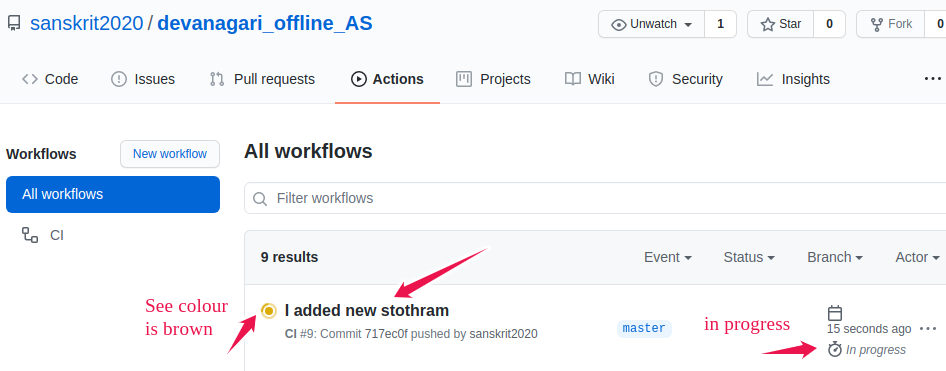 sanskrit2020 / devanagari_offline_AS
Unwatch 1 Star 0 Fork 0
Code Issues Pull requests Actions Projects Wiki Security Insights ...
Workflows
New workflow
All workflows
CI
All workflows
Filter workflows
9 results Event Status Branch Actor
I added new stothram
CI #9: Commit 717ec0f pushed by sanskrit2020
master
15 seconds ago ...
In progress
See colour
is brown
in progress